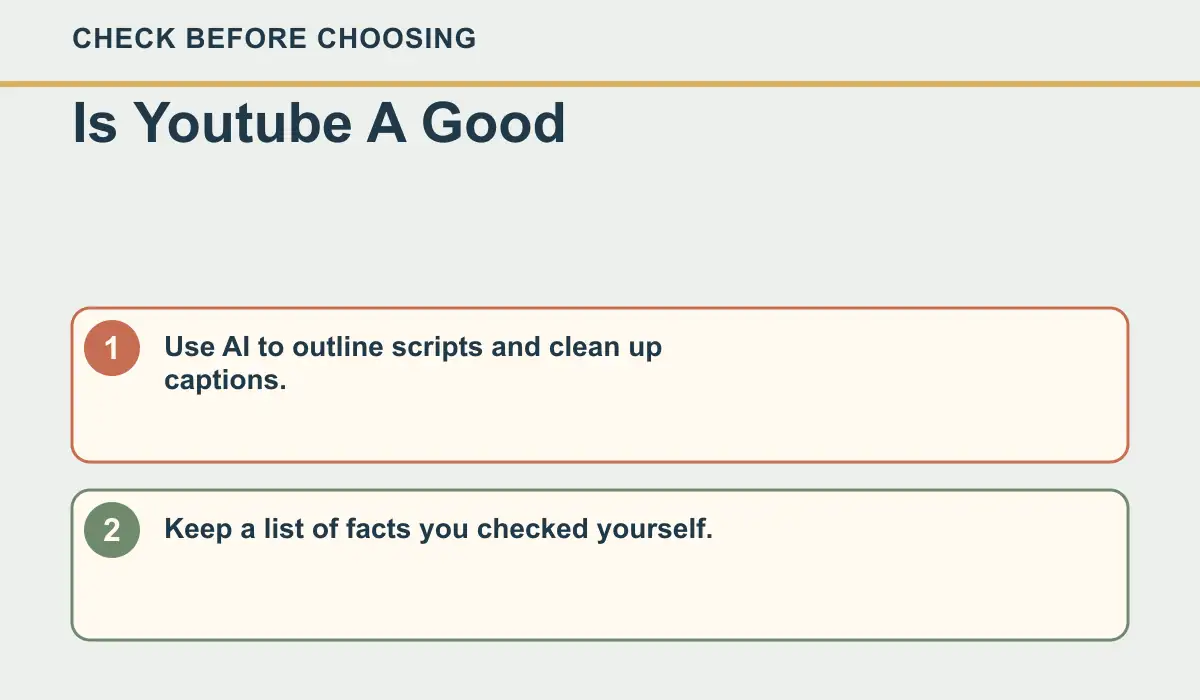 CHECK BEFORE CHOOSING
Is Youtube A Good
1
Use AI to outline scripts and clean up
captions.
2
Keep a list of facts you checked yourself.